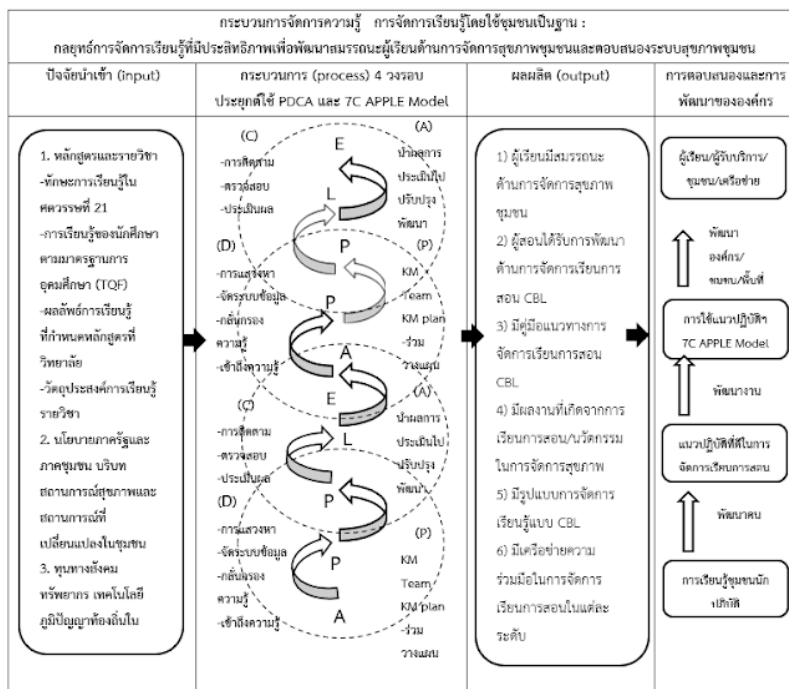 กระบวนการจัดการความรู้ การจัดการเรียนรู้โดยใช้ชุมชนเป็นฐาน :
กลยุทธ์การจัดการเรียนรู้ที่มีประสิทธิภาพเพื่อพัฒนาสมรรถนะผู้เรียนด้านการจัดการสุขภาพชุมชนและตอบสนองระบบสุขภาพชุมชน
ปัจจัยนำเข้า (input)
1. หลักสูตรและรายวิชา
-ทักษะการเรียนรู้ใน
ศตวรรษที่ 21
-การเรียนรู้ของนักศึกษา
ตามมาตรฐานการ
อุดมศึกษา (TQF)
-ผลลัพธ์การเรียนรู้
ที่กำหนดหลักสูตรที่
วิทยาลัย
-วัตถุประสงค์การเรียนรู้
รายวิชา
2. นโยบายภาครัฐและ
ภาคชุมชน บริบท
สถานการณ์สุขภาพและ
สถานการณ์ที่
เปลี่ยนแปลงในชุมชน
3. ทุนทางสังคม
ทรัพยากร เทคโนโลยี
ภูมิปัญญาท้องถิ่นใน
กระบวนการ (process) 4 วงรอบ
ประยุกต์ใช้ PDCA และ 7C APPLE Model
(C)
-การติดตาม
ตรวจสอบ
-ประเมินผล
(A)
นำผลการ
ประเมินไป
ปรับปรุง
พัฒนา
E
L
P
P
A
(D)
-การแสวงหา
-จัดระบบข้อมูล
-กลั่นกรอง
ความรู้
-เข้าถึงความรู้
(P)
KM
Team
KM plan
-ร่วม
วางแผน
(C)
-การติดตาม
ตรวจสอบ
-ประเมินผล
(A)
นำผลการ
ประเมินไป
ปรับปรุง
พัฒนา
E
L
P
P
A
(D)
-การแสวงหา
-จัดระบบข้อมูล
-กลั่นกรอง
ความรู้
-เข้าถึงความรู้
(P)
KM
Team
KM plan
-ร่วม
วางแผน
ผลผลิต (output)
1) ผู้เรียนมีสมรรถนะ
ด้านการจัดการสุขภาพ
ชุมชน
2) ผู้สอนได้รับการพัฒนา
ด้านการจัดการเรียนการ
สอน CBL
3) มีคู่มือแนวทางการ
จัดการเรียนการสอน
CBL
4) มีผลงานที่เกิดจากการ
เรียนการสอน/นวัตกรรม
ในการจัดการสุขภาพ
5) มีรูปแบบการจัดการ
เรียนรู้แบบ CBL
6) มีเครือข่ายความ
ร่วมมือในการจัดการ
เรียนการสอนในแต่ละ
ระดับ
การตอบสนองและการ
พัฒนาขององค์กร
ผู้เรียน/ผู้รับบริการ/
ชุมชน/เครือข่าย
พัฒนา
องค์กร/
ชุมชน/พื้นที่
การใช้แนวปฏิบัติฯ
7C APPLE Model
พัฒนางาน
แนวปฏิบัติที่ดีในการ
จัดการเรียนการสอน
พัฒนาคน
การเรียนรู้ชุมชนนัก
ปฏิบัติ